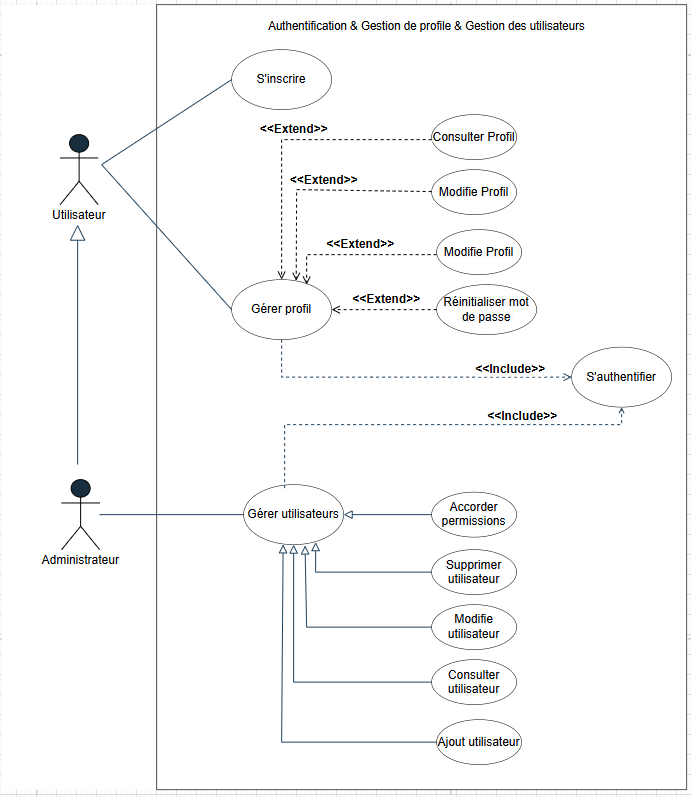 Authentification & Gestion de profile & Gestion des utilisateurs
S'inscrire
<<Extend>>
Consulter Profil
<<Extend>>
Modifie Profil
Utilisateur
<<Extend>>
Modifie Profil
Gérer profil
<<Extend>>
Réinitialiser mot
de passe
<<Include>>
S'authentifier
<<Include>>
Administrateur
Gérer utilisateurs
Accorder
permissions
Supprimer
utilisateur
Modifie
utilisateur
Consulter
utilisateur
Ajout utilisateur